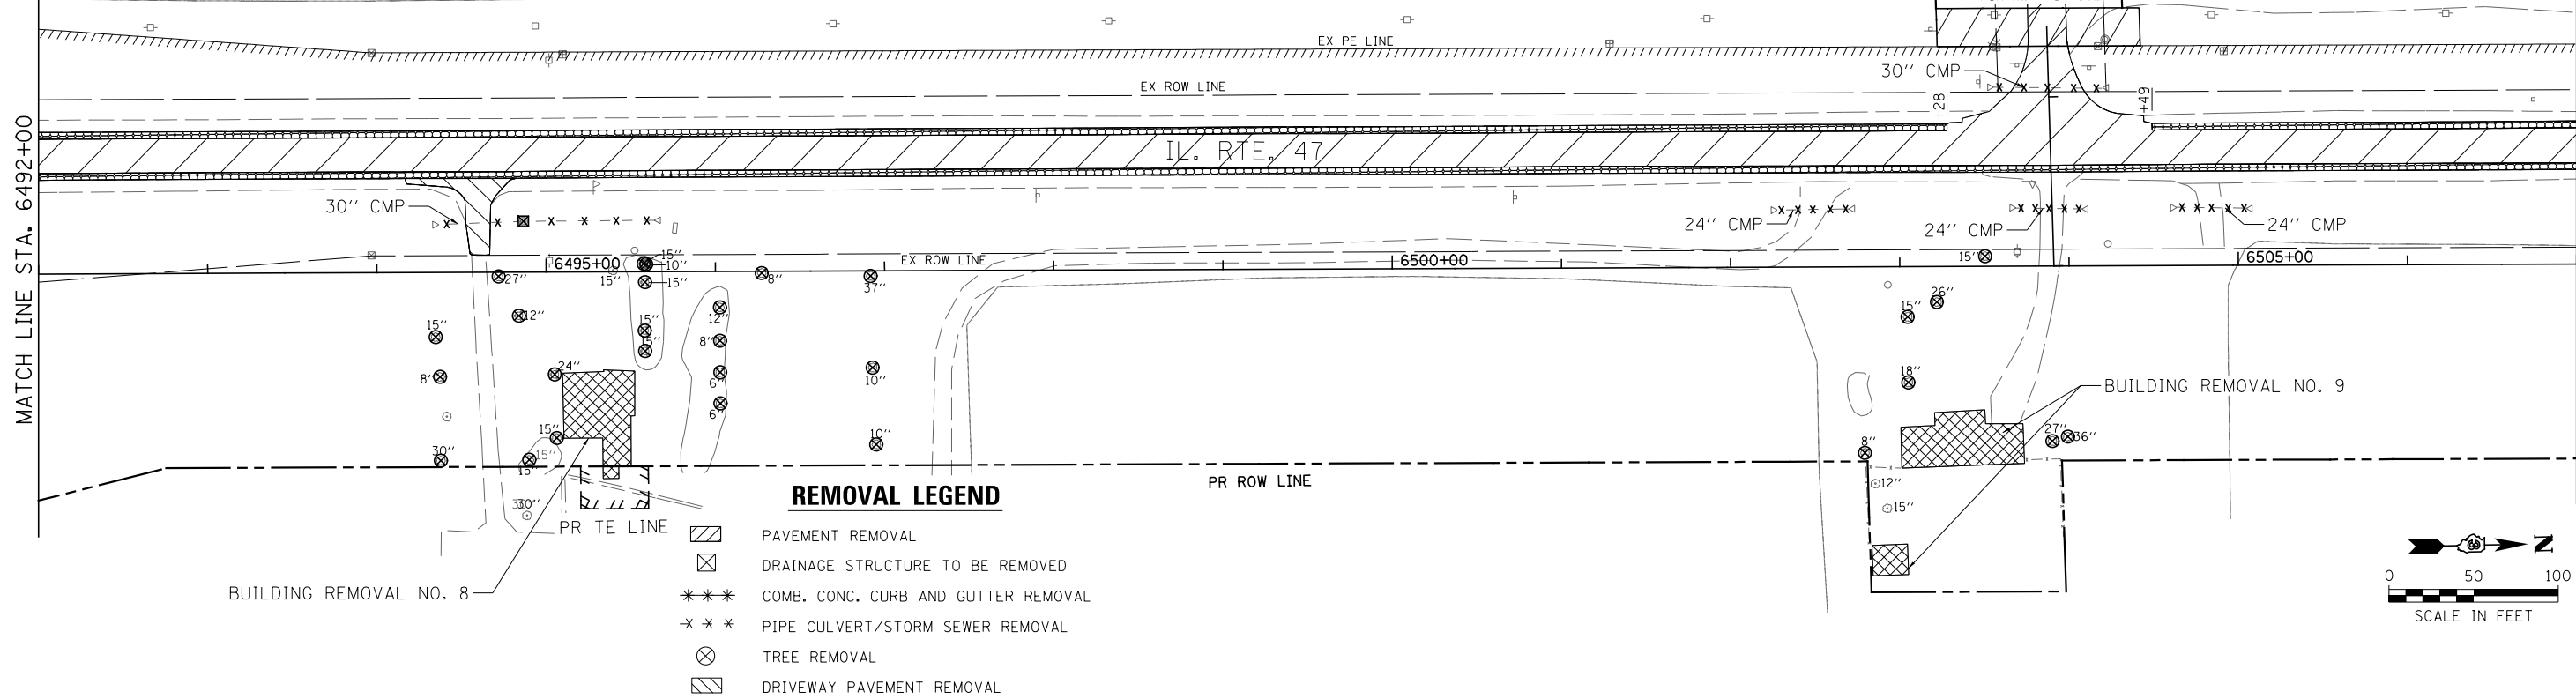 EX PE LINE
30'' CMP
EX ROW LINE
+28
+49
MATCH LINE STA. 6492+00
IL. RTE. 47
30'' CMP
24'' CMP
24'' CMP
24'' CMP
6495+00
15''
10''
EX ROW LINE
6500+00
15''
6505+00
27''
15''
15''
8''
37''
26''
12''
15''
15''
12''
15''
15''
8''
24''
8'
6''
10''
18''
BUILDING REMOVAL NO. 9
6''
15''
10''
27''
36''
30''
15''
15''
8''
PR ROW LINE
12''
30''
15''
PR TE LINE
BUILDING REMOVAL NO. 8
REMOVAL LEGEND
PAVEMENT REMOVAL
DRAINAGE STRUCTURE TO BE REMOVED
COMB. CONC. CURB AND GUTTER REMOVAL
PIPE CULVERT/STORM SEWER REMOVAL
TREE REMOVAL
DRIVEWAY PAVEMENT REMOVAL
N
0 50 100
SCALE IN FEET